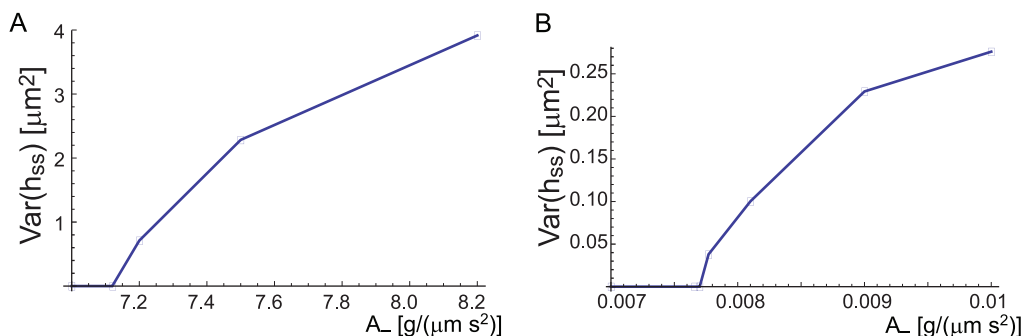 A
Var(hss) [μm2]
4
3
2
1
7.2 7.4 7.6 7.8 8.0 8.2
A− [g/(μm s2)]
B
Var(hss) [μm2]
0.25
0.20
0.15
0.10
0.05
0.007 0.008 0.009 0.01
A− [g/(μm s2)]